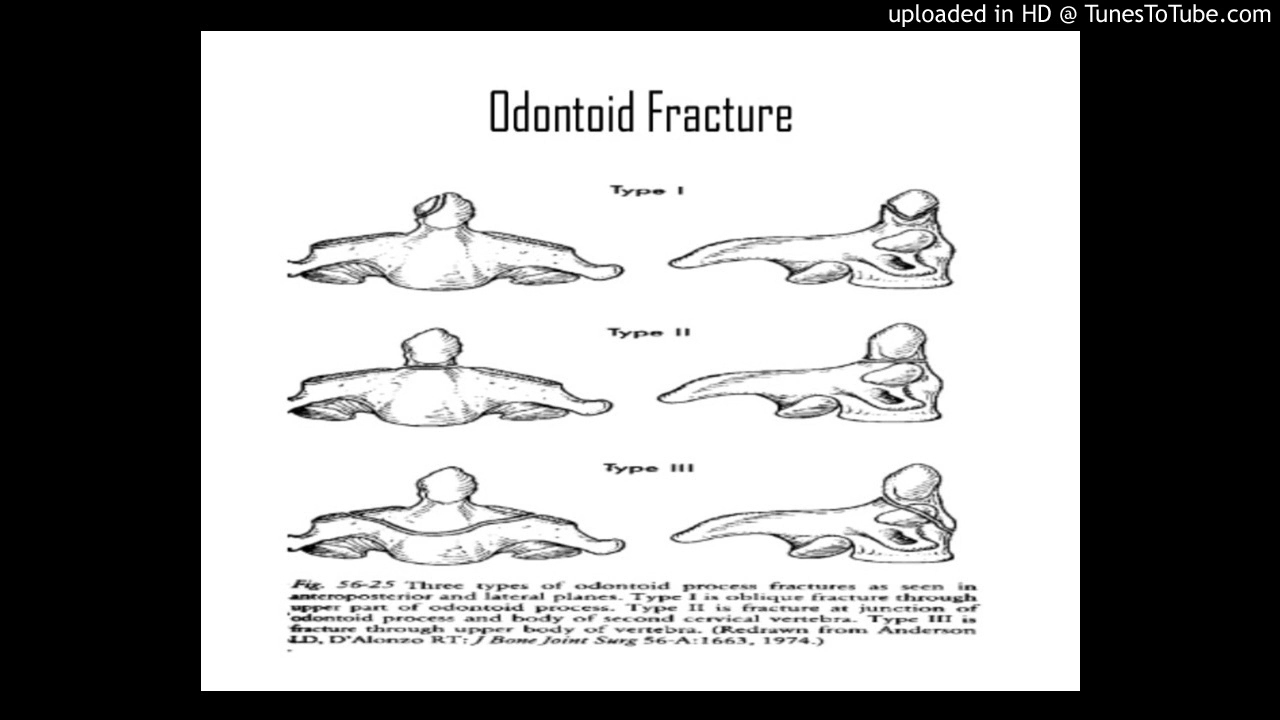 uploaded in HD @ TunesToTube.com
Odontoid Fracture
Type I
Type II
Type III
Fig. 56-25 Three types of odontoid process fractures as seen in
anteroposterior and lateral planes. Type I is oblique fracture through
upper part of odontoid process. Type II is fracture at junction of
odontoid process and body of second cervical vertebra. Type III is
fracture through upper body of vertebra. (Redrawn from Anderson
LD, D'Alonzo RT: J Bone Joint Surg 56-A:1663, 1974.)